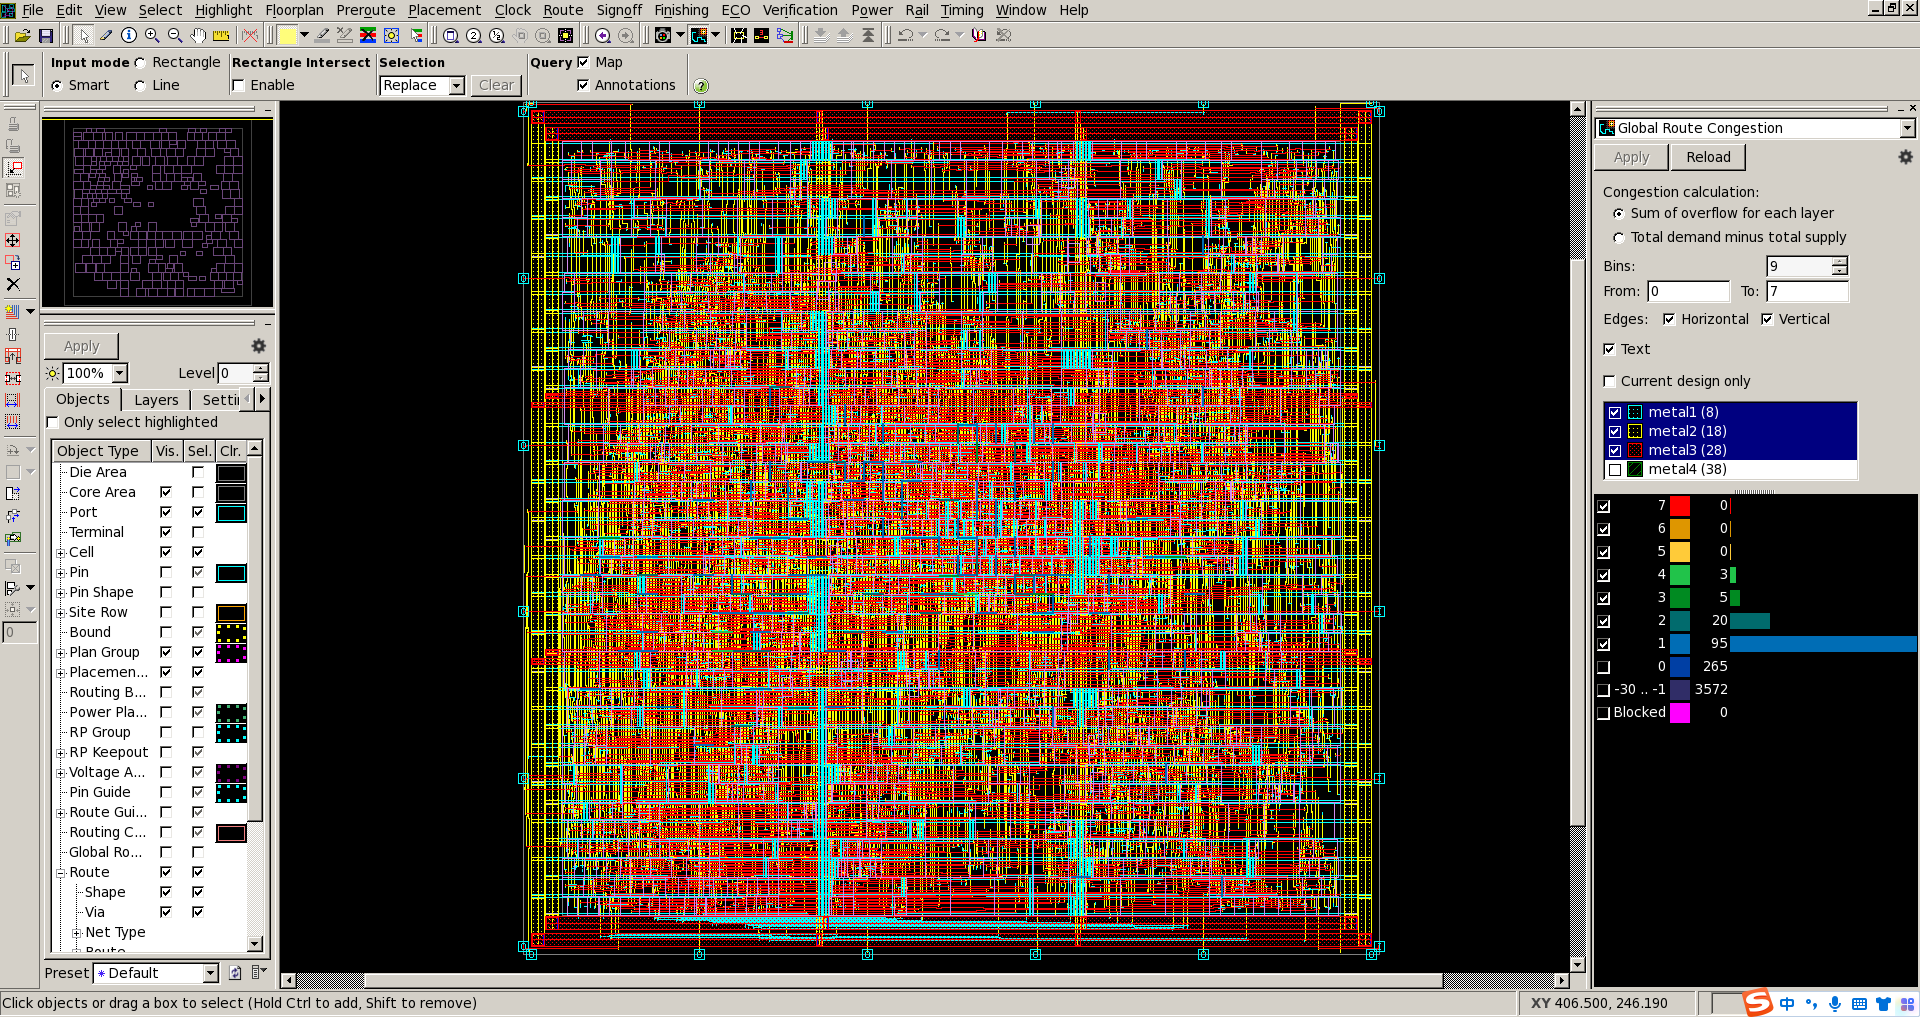 File Edit View Select Highlight Floorplan Preroute Placement Clock Route Signoff Finishing ECO Verification Power Rail Timing Window Help
Input mode Rectangle Rectangle Intersect Selection Query Map
Smart Line Enable Replace Clear Annotations
Global Route Congestion
Apply Reload
Congestion calculation:
Sum of overflow for each layer
Total demand minus total supply
Bins: 9
From: 0 To: 7
Edges: Horizontal Vertical
Text
Current design only
metal1 (8)
metal2 (18)
metal3 (28)
metal4 (38)
7 0
6 0
5 0
4 3
3 5
2 20
1 95
0 265
-30 .. -1 3572
Blocked 0
Apply
100% Level 0
Objects Layers Settin
Only select highlighted
Object Type Vis. Sel. Clr.
Die Area
Core Area
Port
Terminal
Cell
Pin
Pin Shape
Site Row
Bound
Plan Group
Placemen...
Routing B...
Power Pla...
RP Group
RP Keepout
Voltage A...
Pin Guide
Route Gui...
Routing C...
Global Ro...
Route
Shape
Via
Net Type
Route
0
Preset * Default
Click objects or drag a box to select (Hold Ctrl to add, Shift to remove)
XY 406.500, 246.190
S 中